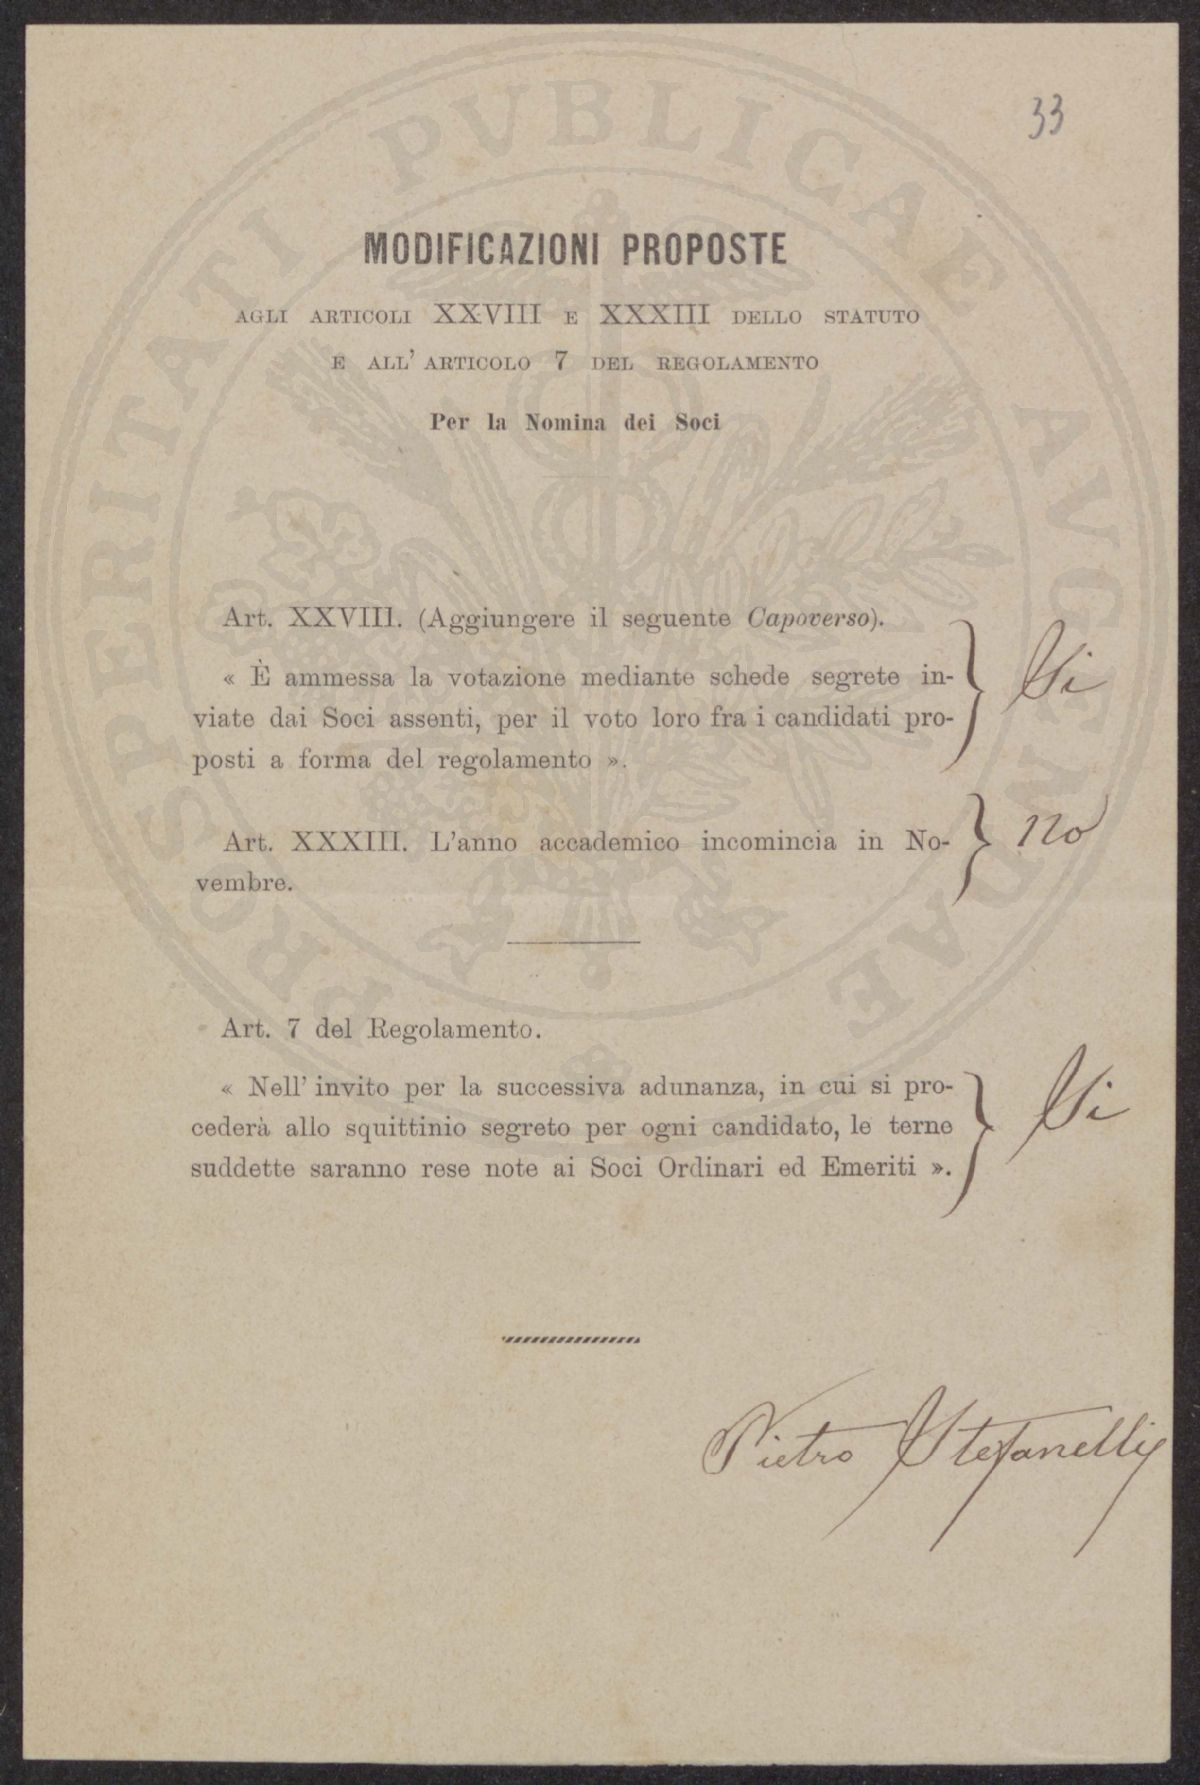 33
MODIFICAZIONI PROPOSTE
AGLI ARTICOLI XXVIII E XXXIII DELLO STATUTO
E ALL' ARTICOLO 7 DEL REGOLAMENTO
Per la Nomina dei Soci
Art. XXVIII. (Aggiungere il seguente Capoverso).
« È ammessa la votazione mediante schede segrete in-
viate dai Soci assenti, per il voto loro fra i candidati pro-
posti a forma del regolamento ».
Si
Art. XXXIII. L'anno accademico incomincia in No-
vembre.
no
Art. 7 del Regolamento.
« Nell' invito per la successiva adunanza, in cui si pro-
cederà allo squittinio segreto per ogni candidato, le terne
suddette saranno rese note ai Soci Ordinari ed Emeriti ».
Si
Pietro Stefanelli
PROSPERITATI PVBLICAE AVGENDAE